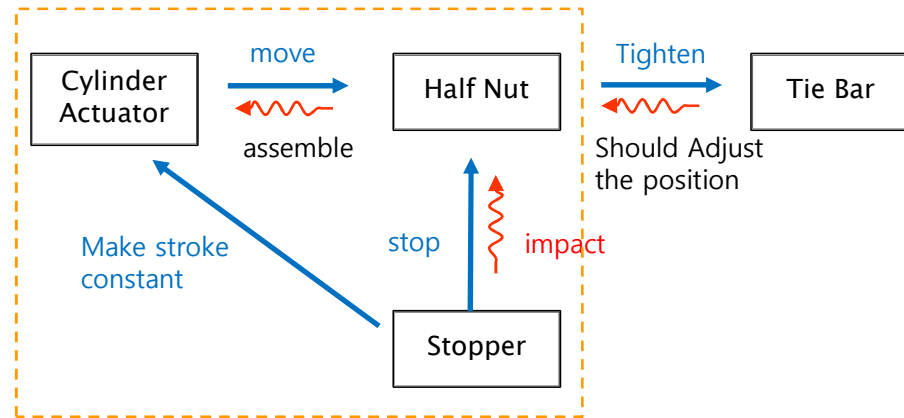 move
Tighten
Cylinder
Actuator
Half Nut
Tie Bar
assemble
Should Adjust
the position
Make stroke
constant
stop
impact
Stopper